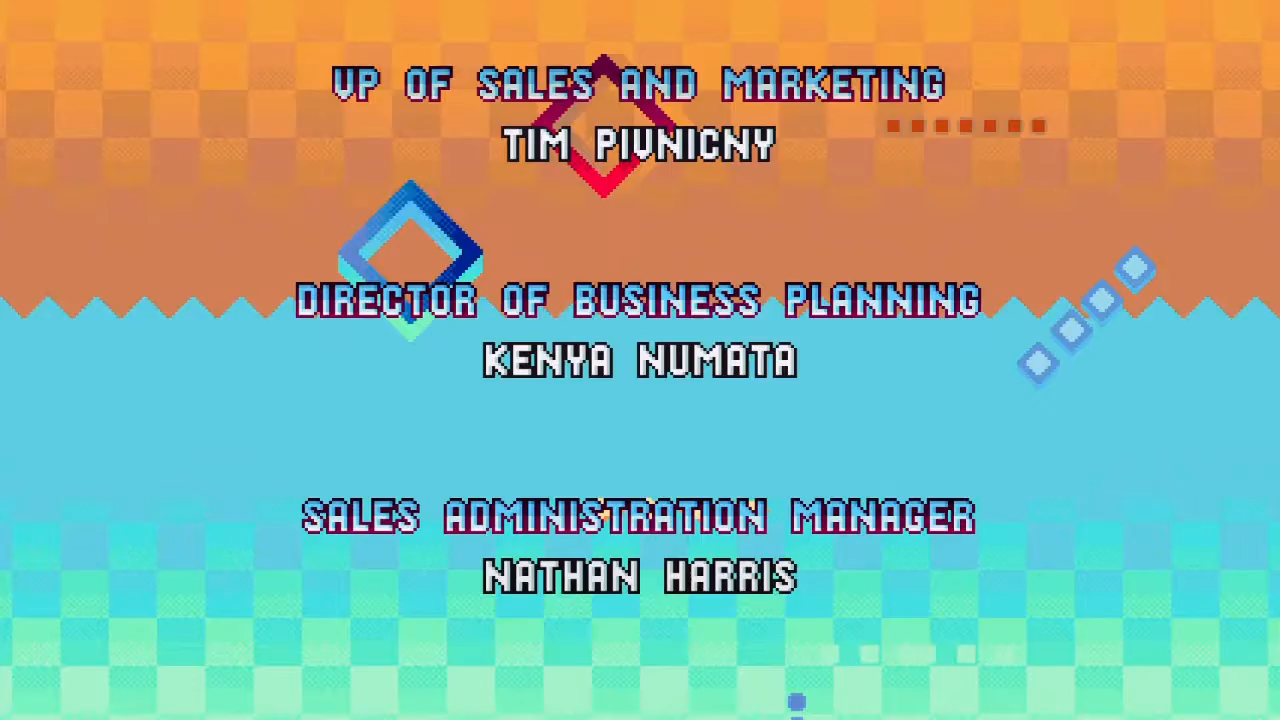 VP OF SALES AND MARKETING
TIM PIVNICNY
DIRECTOR OF BUSINESS PLANNING
KENYA NUMATA
SALES ADMINISTRATION MANAGER
NATHAN HARRIS